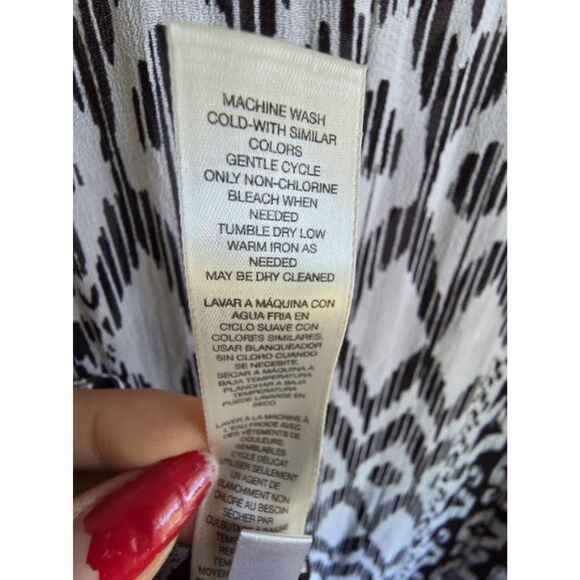 MACHINE WASH
COLD-WITH SIMILAR
COLORS
GENTLE CYCLE
ONLY NON-CHLORINE
BLEACH WHEN
NEEDED
TUMBLE DRY LOW
WARM IRON AS
NEEDED
MAY BE DRY CLEANED
LAVAR A MÁQUINA CON
AGUA FRIA EN
CICLO SUAVE CON
COLORES SIMILARES.
USAR BLANQUEADOR
SIN CLORO CUANDO
SE NECESITE.
SECAR A MÁQUINA A
BAJA TEMPERATURA
PLANCHAR A BAJA
TEMPERATURA
PUEDE LAVARSE EN
SECO
LAVER À LA MACHINE À
L'EAU FROIDE AVEC
DES VÊTEMENTS DE
COULEURS
SEMBLABLES
CYCLE DÉLICAT
UTILISER SEULEMENT
UN AGENT DE
BLANCHIMENT NON
CHLORÉ AU BESOIN
SÉCHER PAR
CULBUTAGE À BASSE